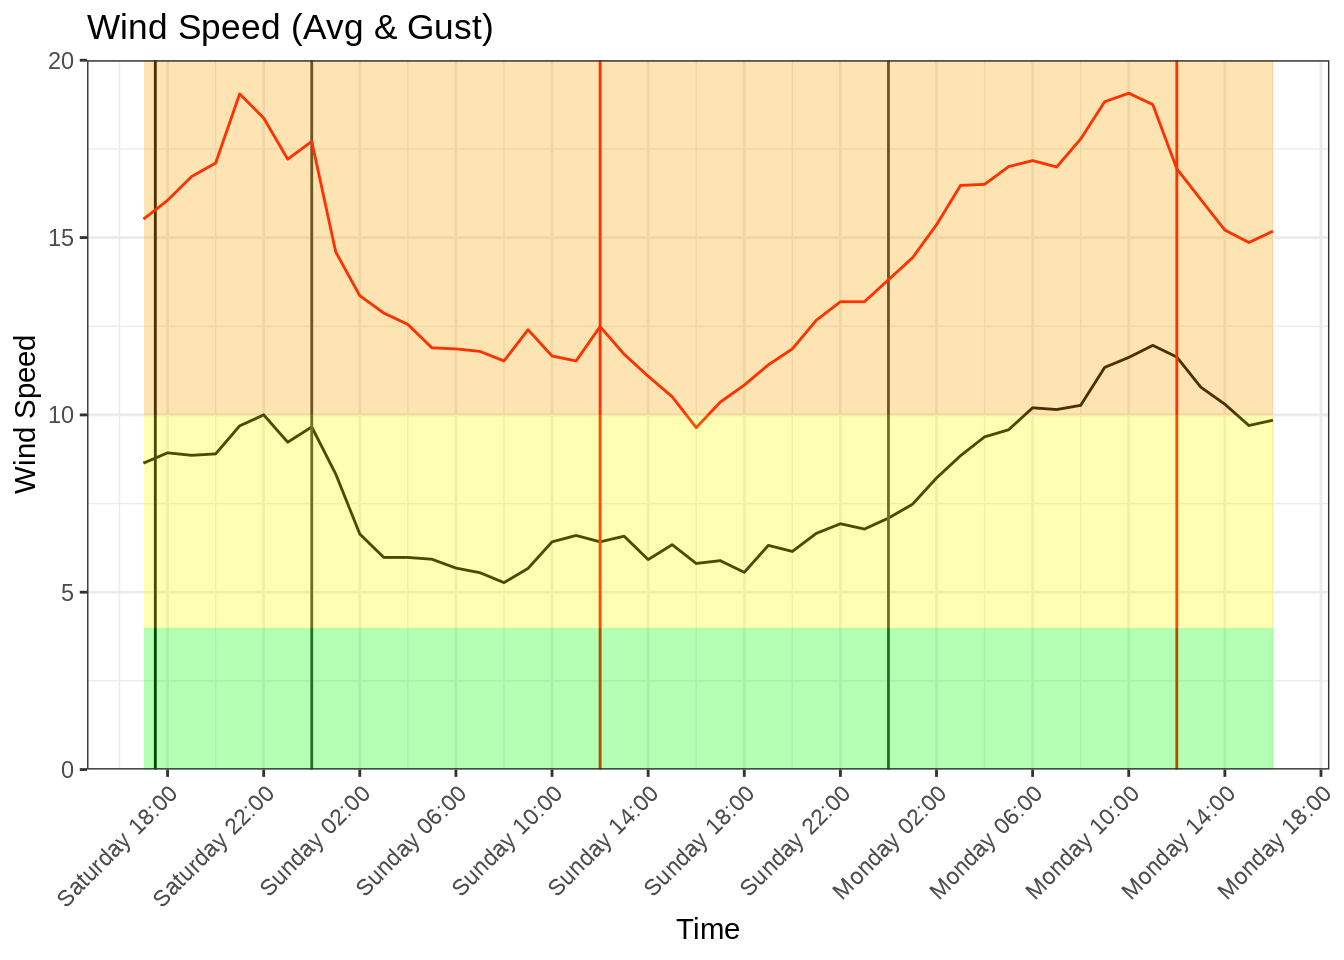 Wind Speed (Avg & Gust)
20
15
10
5
0
Wind Speed
Saturday 18:00
Saturday 22:00
Sunday 02:00
Sunday 06:00
Sunday 10:00
Sunday 14:00
Sunday 18:00
Sunday 22:00
Monday 02:00
Monday 06:00
Monday 10:00
Monday 14:00
Monday 18:00
Time